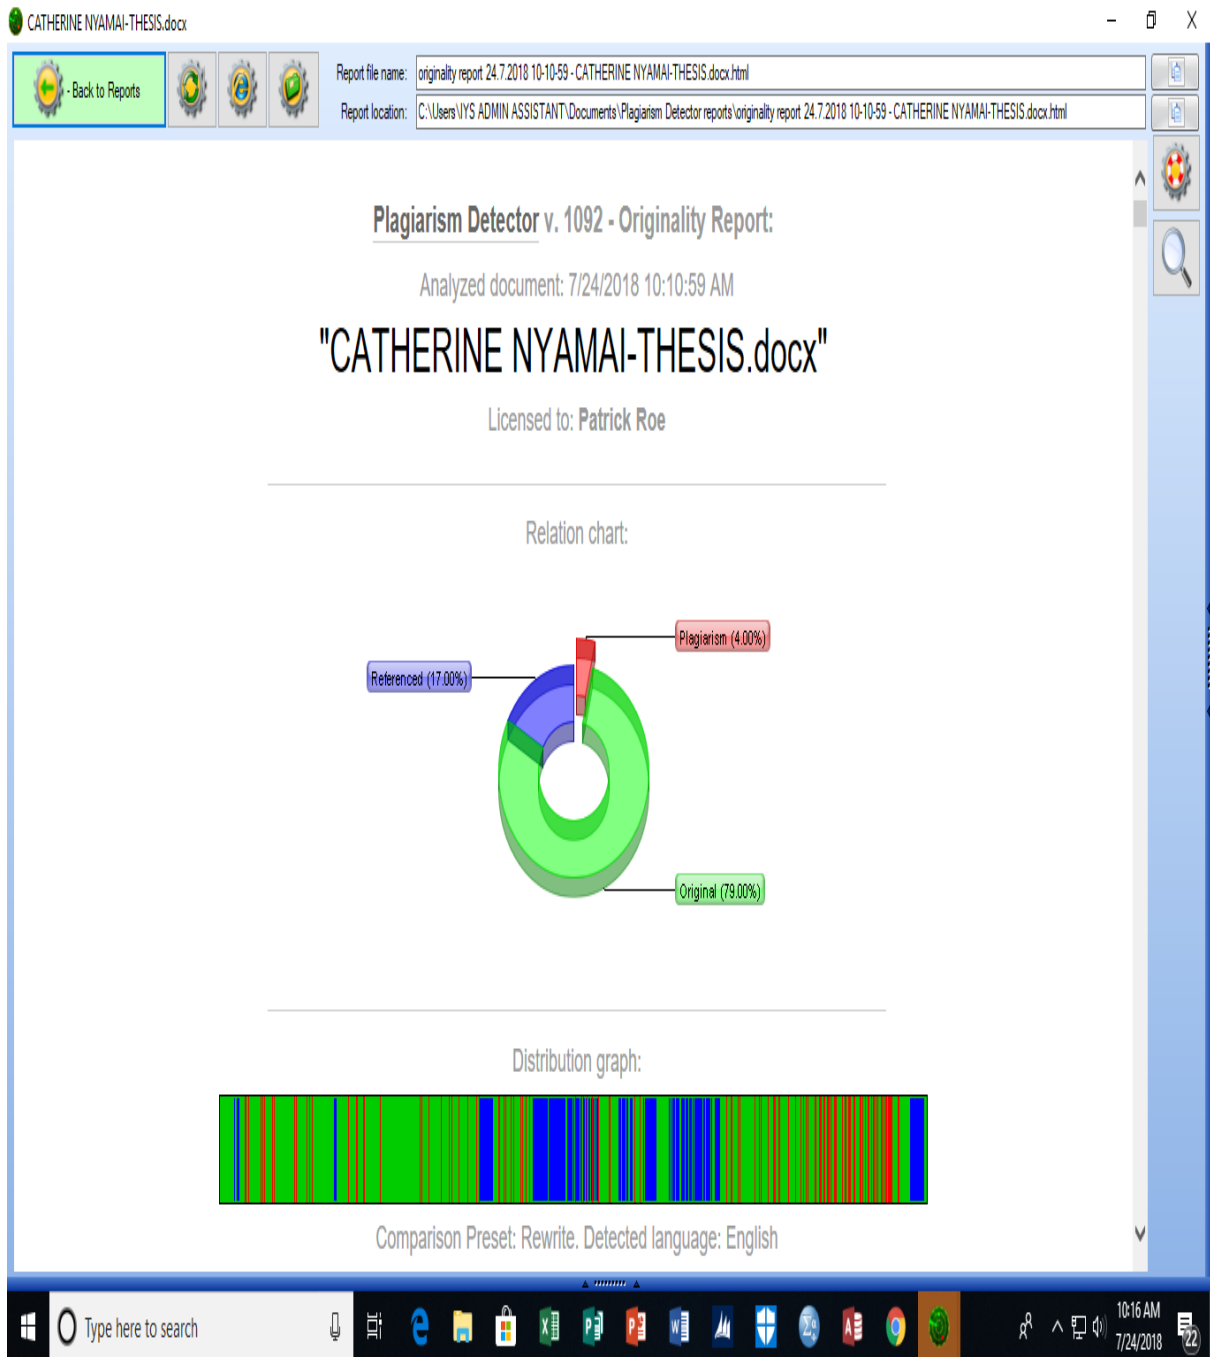 CATHERINE NYAMAI-THESIS.docx
- Back to Reports
Report file name: originality report 24.7.2018 10-10-59 - CATHERINE NYAMAI-THESIS.docx.html
Report location: C:\Users\IYS ADMIN ASSISTANT\Documents\Plagiarism Detector reports\originality report 24.7.2018 10-10-59 - CATHERINE NYAMAI-THESIS.docx.html
Plagiarism Detector v. 1092 - Originality Report:
Analyzed document: 7/24/2018 10:10:59 AM
"CATHERINE NYAMAI-THESIS.docx"
Licensed to: Patrick Roe
Relation chart:
Plagiarism (4.00%)
Referenced (17.00%)
Original (79.00%)
Distribution graph:
Comparison Preset: Rewrite. Detected language: English
Type here to search
10:16 AM
7/24/2018
22